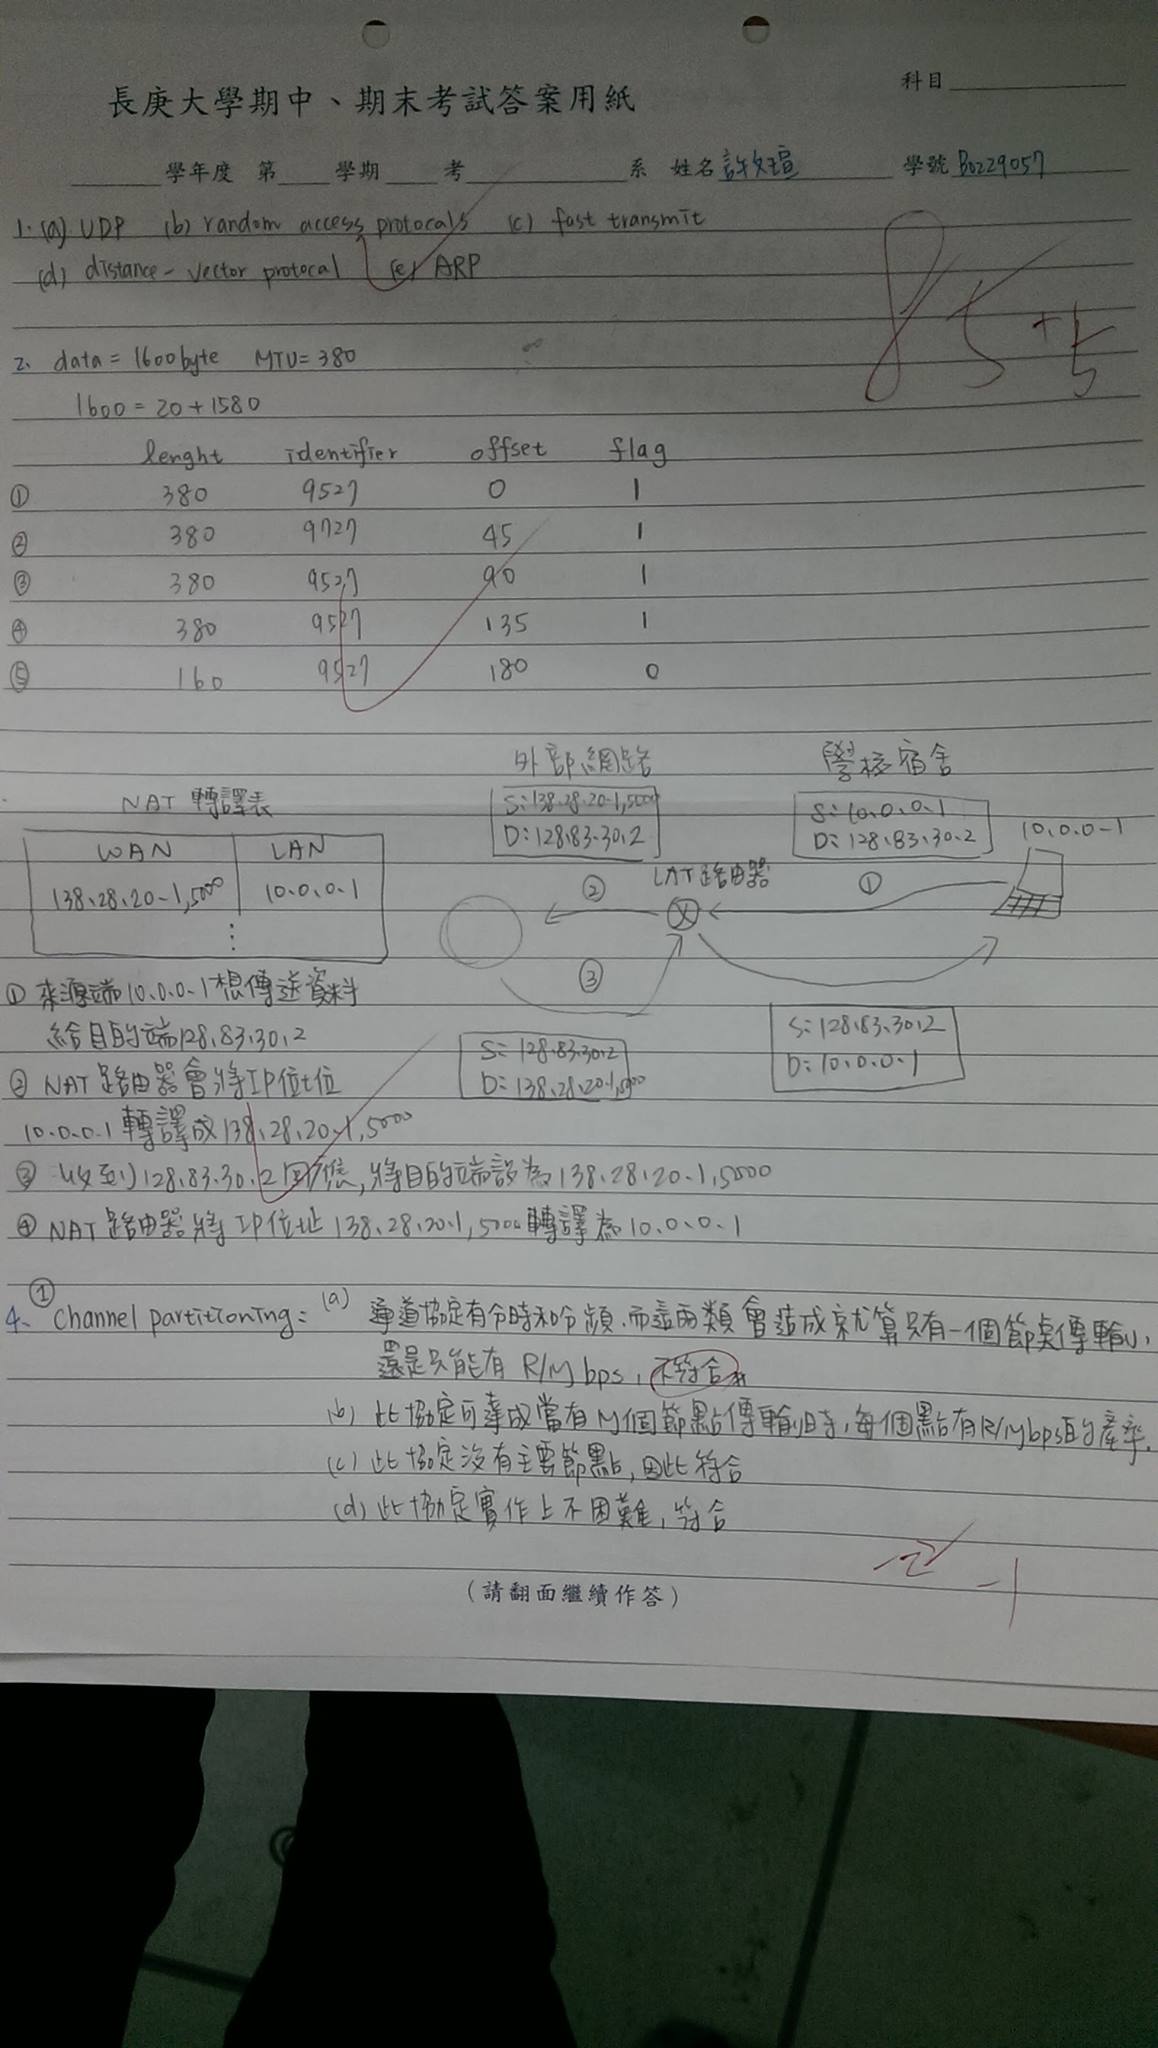 長庚大學期中、期末考試答案用紙
科目
學年度 第 學期 考 系 姓名 許文瑄 學號 B0229057
1. (a) UDP (b) random access protocals (c) fast transmit
(d) distance-vector protocal (e) ARP
85+5
2. data = 1600byte MTU = 380
1600 = 20 + 1580
lenght identifier offset flag
① 380 9527 0 1
② 380 9727 45 1
③ 380 9527 90 1
④ 380 9527 135 1
⑤ 160 9527 180 0
外部網路 學校宿舍
NAT 轉譯表
WAN LAN
138.28.20.1,5000 10.0.0.1
S: 138.28.20.1,5000
D: 128.83.30.2
S: 10.0.0.1
D: 128.83.30.2
10.0.0.1
② LAT路由器 ①
③
S: 128.83.30.2
D: 138.28.20.1,5000
S: 128.83.30.2
D: 10.0.0.1
① 來源端10.0.0.1想傳送資料
給目的端128.83.30.2
② NAT路由器會將IP位位
10.0.0.1轉譯成138.28.20.1,5000
③ 收到128.83.30.2回應,將目的端設為138.28.20.1,5000
④ NAT路由器將IP位址138.28.20.1,5000轉譯為10.0.0.1
4. ① Channel partitioning: (a) 通道協定有分時和分頻,而這兩類會造成就算只有一個節點傳輸,
還是只能有 R/M bps, 不符合
(b) 此協定可達成當有M個節點傳輸時,每個點有R/M bps的產率.
(c) 此協定沒有主要節點,因此符合
(d) 此協定實作上不困難,符合
-1
(請翻面繼續作答)